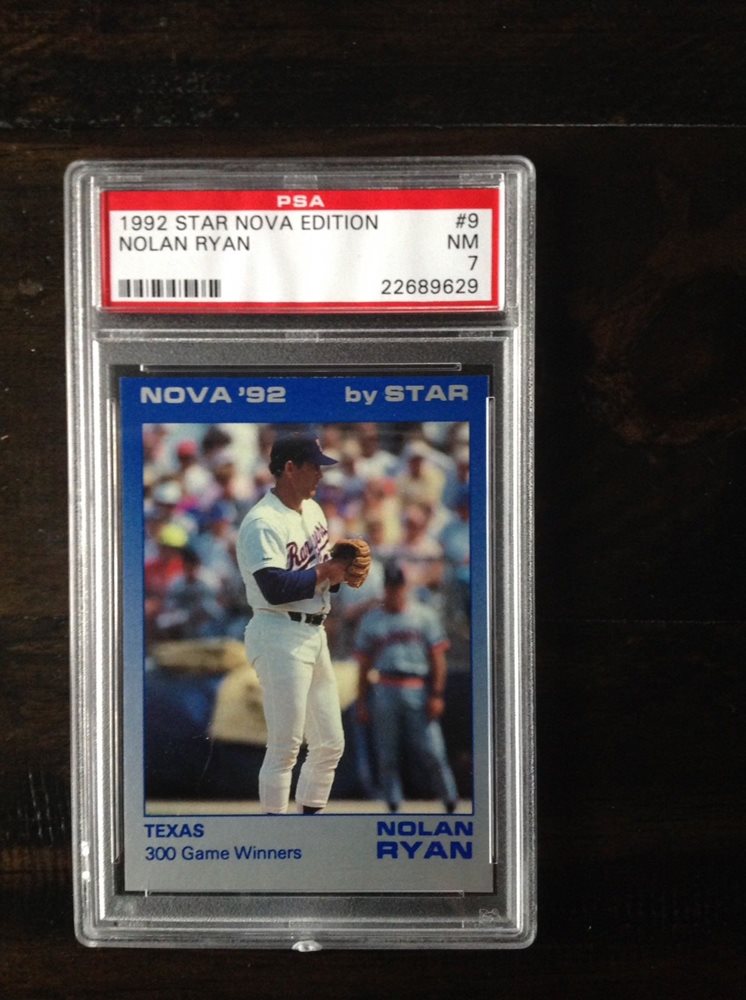 PSA
1992 STAR NOVA EDITION #9
NOLAN RYAN NM
7
22689629
NOVA '92 by STAR
Rangers
TEXAS NOLAN
300 Game Winners RYAN